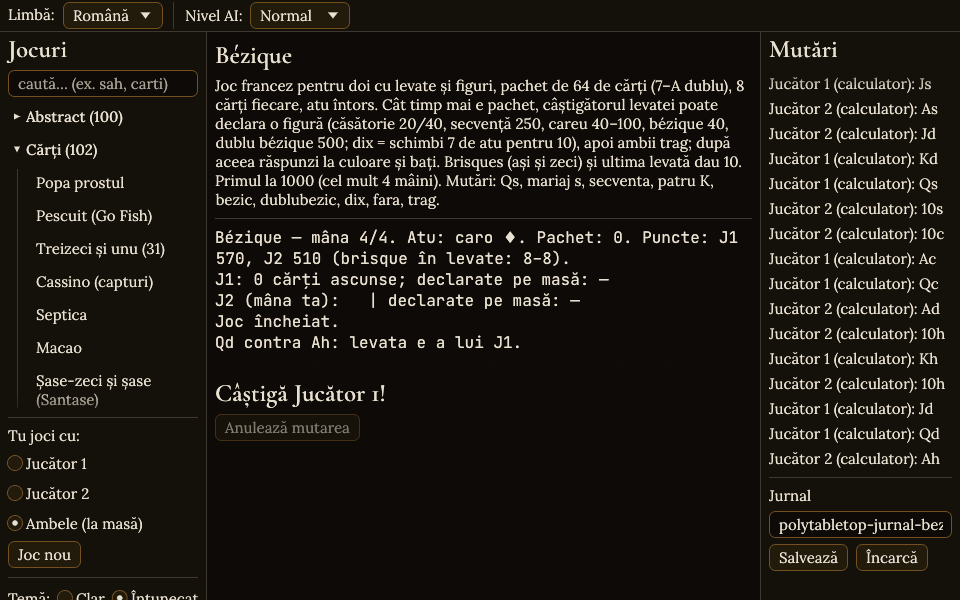 Limbă: Română ▼ Nivel AI: Normal ▼
Jocuri
caută... (ex. sah, carti)
▸ Abstract (100)
▾ Cărți (102)
Popa prostul
Pescuit (Go Fish)
Treizeci și unu (31)
Cassino (capturi)
Septica
Macao
Șase-zeci și șase
(Santase)
Tu joci cu:
Jucător 1
Jucător 2
Ambele (la masă)
Joc nou
Temă: Clar Întunecat
Bézique
Joc francez pentru doi cu levate și figuri, pachet de 64 de cărți (7–A dublu), 8
cărți fiecare, atu întors. Cât timp mai e pachet, câștigătorul levatei poate
declara o figură (căsătorie 20/40, secvență 250, careu 40–100, bézique 40,
dublu bézique 500; dix = schimbi 7 de atu pentru 10), apoi ambii trag; după
aceea răspunzi la culoare și bați. Brisques (ași și zeci) și ultima levată dau 10.
Primul la 1000 (cel mult 4 mâini). Mutări: Qs, mariaj s, secventa, patru K,
bezic, dublubezic, dix, fara, trag.
Bézique — mâna 4/4. Atu: caro ♦. Pachet: 0. Puncte: J1
570, J2 510 (brisque în levate: 8–8).
J1: 0 cărți ascunse; declarate pe masă: —
J2 (mâna ta): | declarate pe masă: —
Joc încheiat.
Qd contra Ah: levata e a lui J1.
Câștigă Jucător 1!
Anulează mutarea
Mutări
Jucător 1 (calculator): Js
Jucător 2 (calculator): As
Jucător 2 (calculator): Jd
Jucător 1 (calculator): Kd
Jucător 1 (calculator): Qs
Jucător 2 (calculator): 10s
Jucător 2 (calculator): 10c
Jucător 1 (calculator): Ac
Jucător 1 (calculator): Qc
Jucător 2 (calculator): Ad
Jucător 2 (calculator): 10h
Jucător 1 (calculator): Kh
Jucător 2 (calculator): 10h
Jucător 1 (calculator): Jd
Jucător 1 (calculator): Qd
Jucător 2 (calculator): Ah
Jurnal
polytabletop-jurnal-bez
Salvează Încarcă